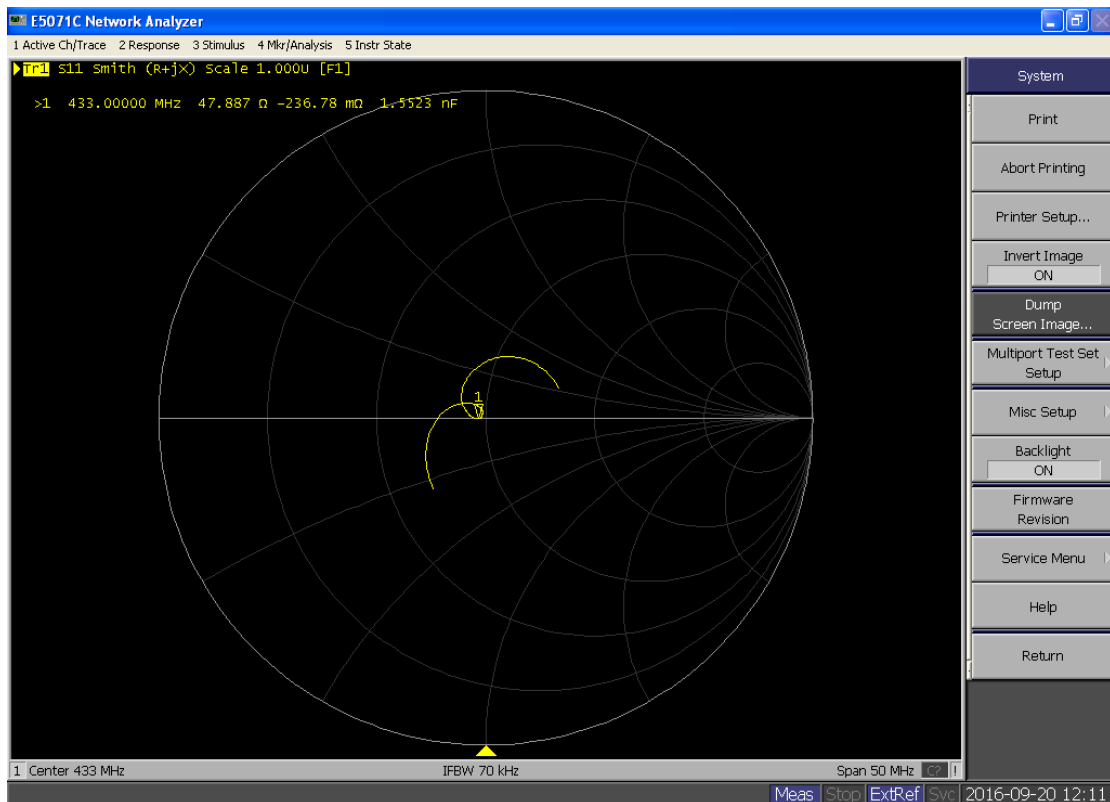 E5071C Network Analyzer
1 Active Ch/Trace 2 Response 3 Stimulus 4 Mkr/Analysis 5 Instr State
Tr1 S11 Smith (R+jX) Scale 1.000U [F1]
>1 433.00000 MHz 47.887 Ω -236.78 mΩ 1.5523 nF
1
System
Print
Abort Printing
Printer Setup...
Invert Image
ON
Dump
Screen Image...
Multiport Test Set
Setup
Misc Setup
Backlight
ON
Firmware
Revision
Service Menu
Help
Return
1 Center 433 MHz IFBW 70 kHz Span 50 MHz C? !
Meas Stop ExtRef Svc 2016-09-20 12:11